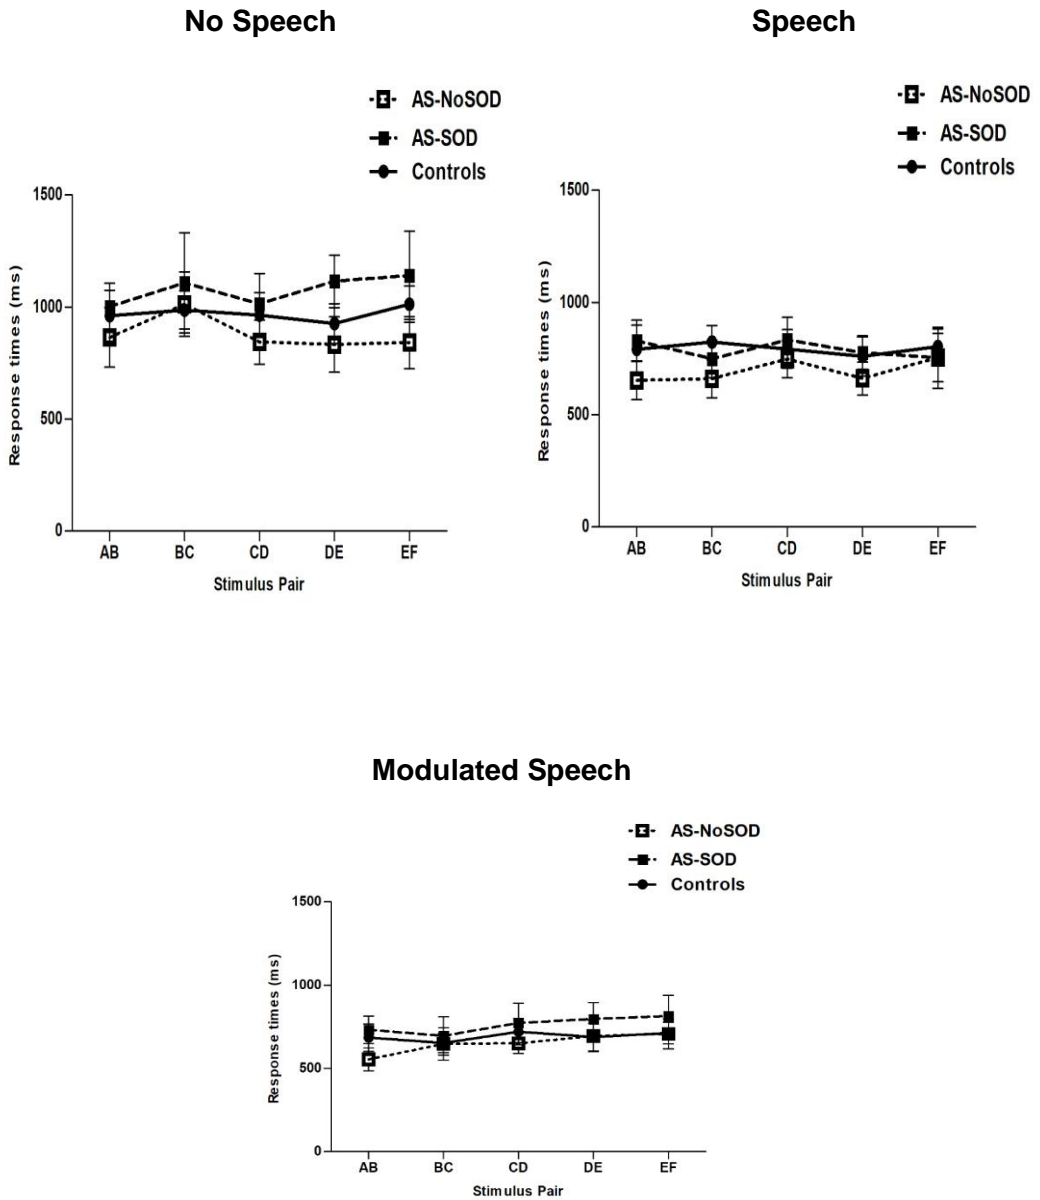 No Speech
AS-NoSOD
AS-SOD
Controls
1500
1000
500
0
Response times (ms)
AB BC CD DE EF
Stimulus Pair
Speech
AS-NoSOD
AS-SOD
Controls
1500
1000
500
0
Response times (ms)
AB BC CD DE EF
Stimulus Pair
Modulated Speech
AS-NoSOD
AS-SOD
Controls
1500
1000
500
0
Response times (ms)
AB BC CD DE EF
Stimulus Pair